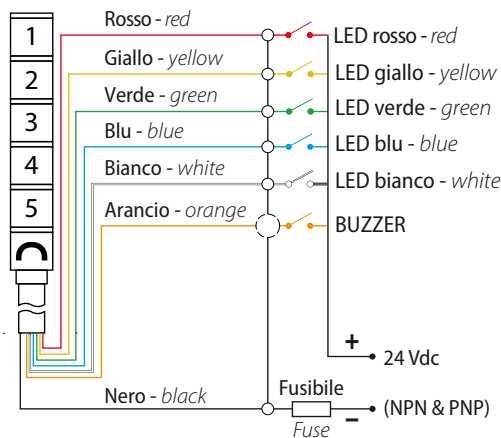 1
2
3
4
5
Rosso - red
LED rosso - red
Giallo - yellow
LED giallo - yellow
Verde - green
LED verde - green
Blu - blue
LED blu - blue
Bianco - white
LED bianco - white
Arancio - orange
BUZZER
+
24 Vdc
Nero - black
Fusibile
Fuse
–
(NPN & PNP)